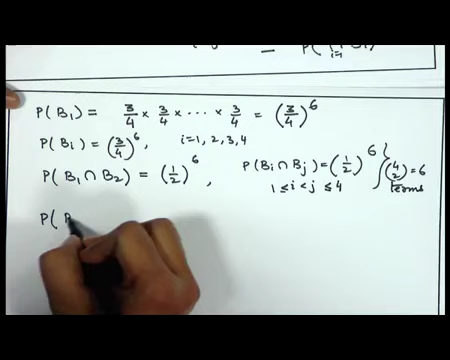 = P(
P(B₁) = 3/4 × 3/4 × ··· × 3/4 = (3/4)⁶
P(Bi) = (3/4)⁶, i=1, 2, 3, 4
P(B₁ ∩ B₂) = (1/2)⁶, P(Bi ∩ Bj) = (1/2)⁶ } (4 2) = 6
1 ≤ i < j ≤ 4 terms
P(B